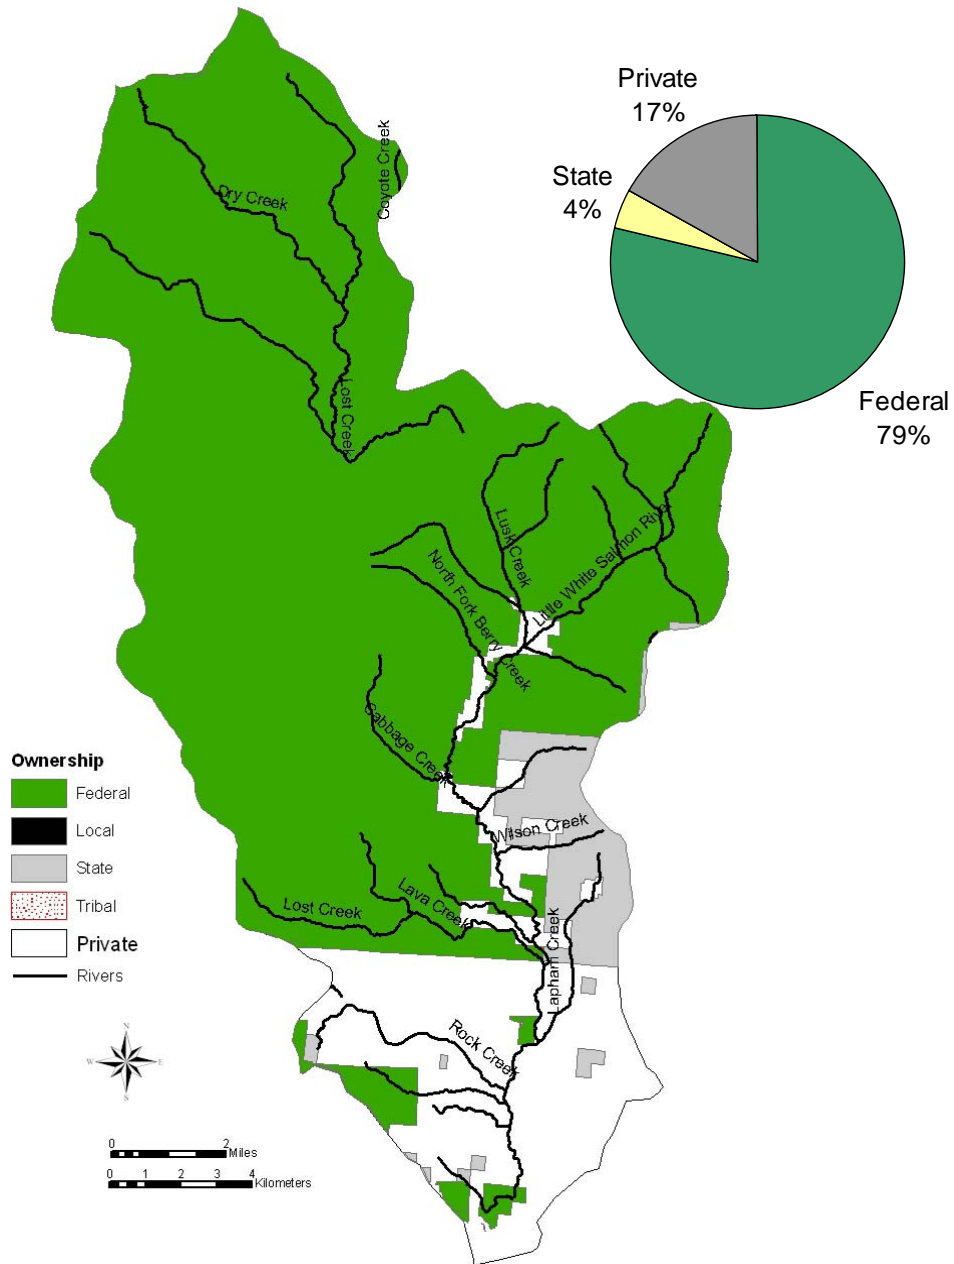 Private
17%
State
4%
Federal
79%
Coyote Creek
Dry Creek
Lost Creek
Lusk Creek
Little White Salmon River
North Fork Berry Creek
Cabbage Creek
Wilson Creek
Lava Creek
Lost Creek
Lapham Creek
Rock Creek
Ownership
Federal
Local
State
Tribal
Private
Rivers
N
W
E
S
0 2
Miles
0 1 2 3 4
Kilometers